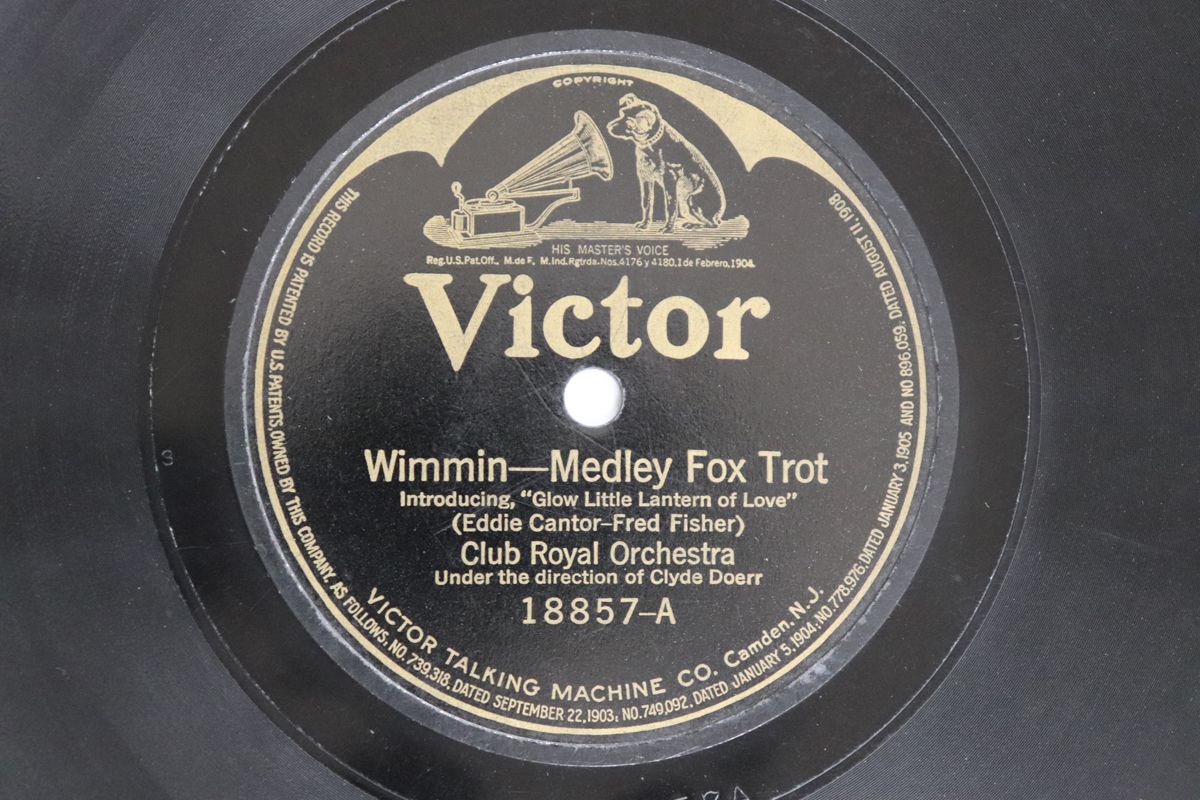 COPYRIGHT
HIS MASTER'S VOICE
Reg.U.S.Pat.Off., M.de F. M.Ind.Rgtrda.Nos.4176 y 4180.1 de Febrero.1904.
Victor
Wimmin—Medley Fox Trot
Introducing, "Glow Little Lantern of Love"
(Eddie Cantor–Fred Fisher)
Club Royal Orchestra
Under the direction of Clyde Doerr
18857–A
VICTOR TALKING MACHINE CO. Camden, N.J.
THIS RECORD IS PATENTED BY U.S. PATENTS, OWNED BY THIS COMPANY, AS FOLLOWS: NO. 739,318, DATED SEPTEMBER 22, 1903; NO. 749,092, DATED JANUARY 5, 1904; NO. 778,976, DATED JANUARY 3, 1905 AND NO 896,059, DATED AUGUST 11, 1908.
S